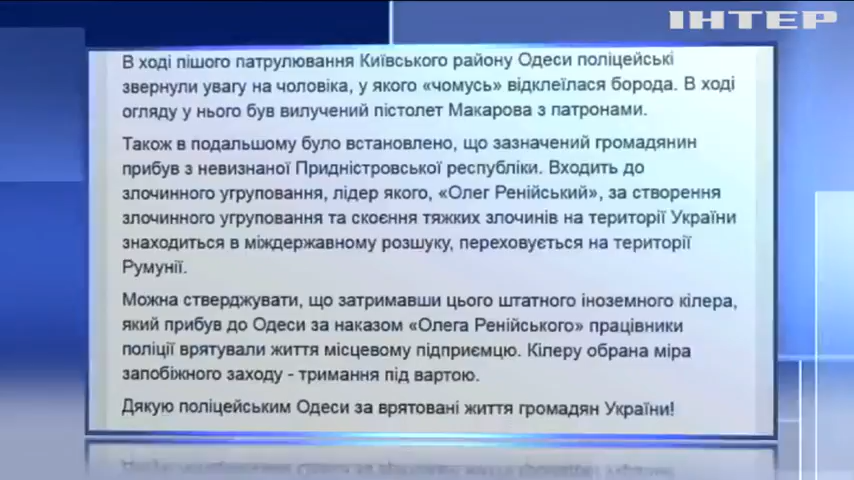 ІНТЕР
В ході пішого патрулювання Київського району Одеси поліцейські
звернули увагу на чоловіка, у якого «чомусь» відклеїлася борода. В ході
огляду у нього був вилучений пістолет Макарова з патронами.
Також в подальшому було встановлено, що зазначений громадянин
прибув з невизнаної Придністровської республіки. Входить до
злочинного угруповання, лідер якого, «Олег Ренійський», за створення
злочинного угруповання та скоєння тяжких злочинів на території України
знаходиться в міждержавному розшуку, переховується на території
Румунії.
Можна стверджувати, що затримавши цього штатного іноземного кілера,
який прибув до Одеси за наказом «Олега Ренійського» працівники
поліції врятували життя місцевому підприємцю. Кілеру обрана міра
запобіжного заходу - тримання під вартою.
Дякую поліцейським Одеси за врятовані життя громадян України!